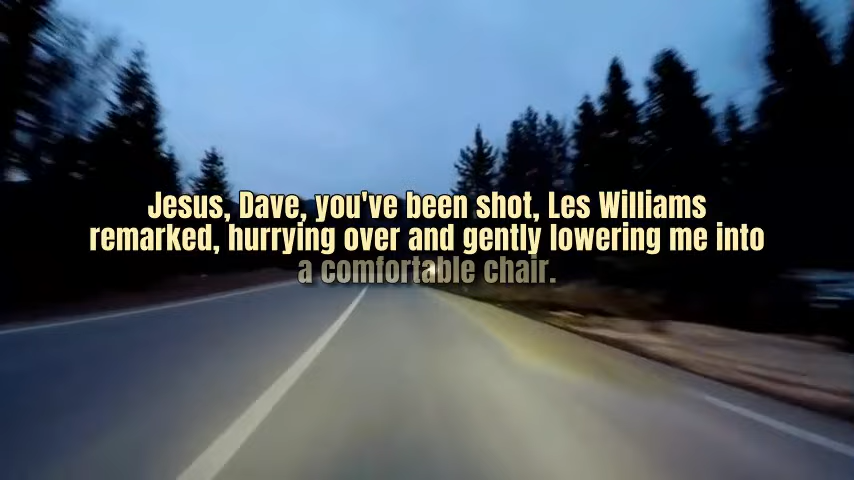 Jesus, Dave, you've been shot, Les Williams
remarked, hurrying over and gently lowering me into
a comfortable chair.